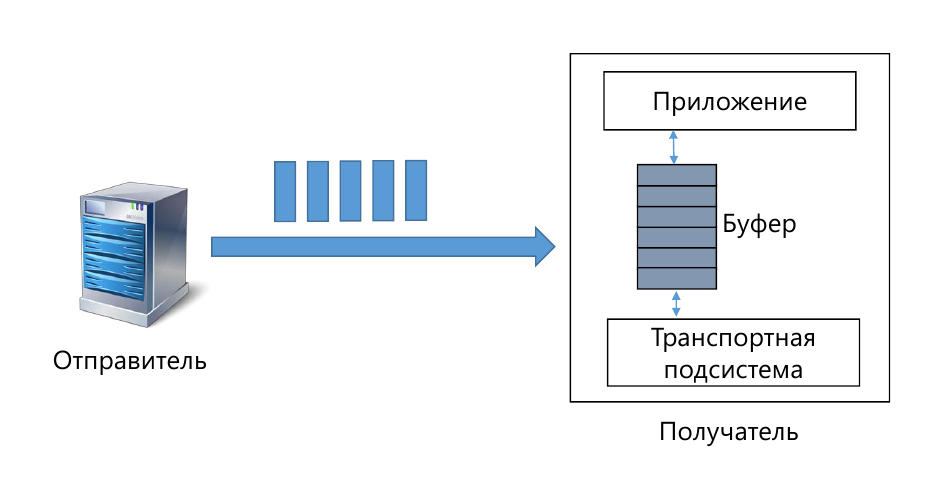 Приложение
Буфер
Транспортная
подсистема
Отправитель
Получатель